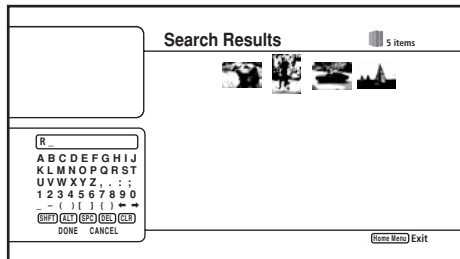 Search Results
5 items
R_
A B C D E F G H I J
K L M N O P Q R S T
U V W X Y Z , . : ;
1 2 3 4 5 6 7 8 9 0
_ – ( ) [ ] { } ← →
SHFT ALT SPC DEL CLR
DONE CANCEL
Home Menu Exit